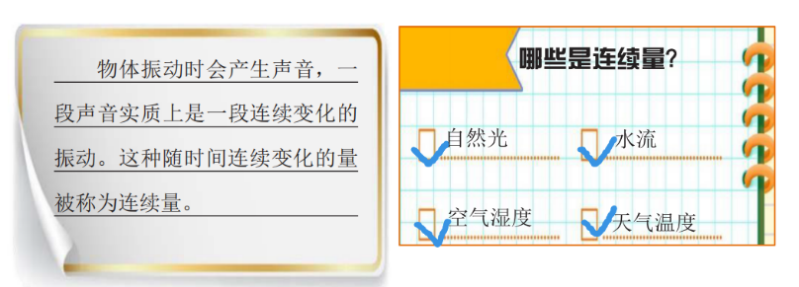 物体振动时会产生声音，一
段声音实质上是一段连续变化的
振动。这种随时间连续变化的量
被称为连续量。
哪些是连续量？
自然光
水流
空气湿度
天气温度